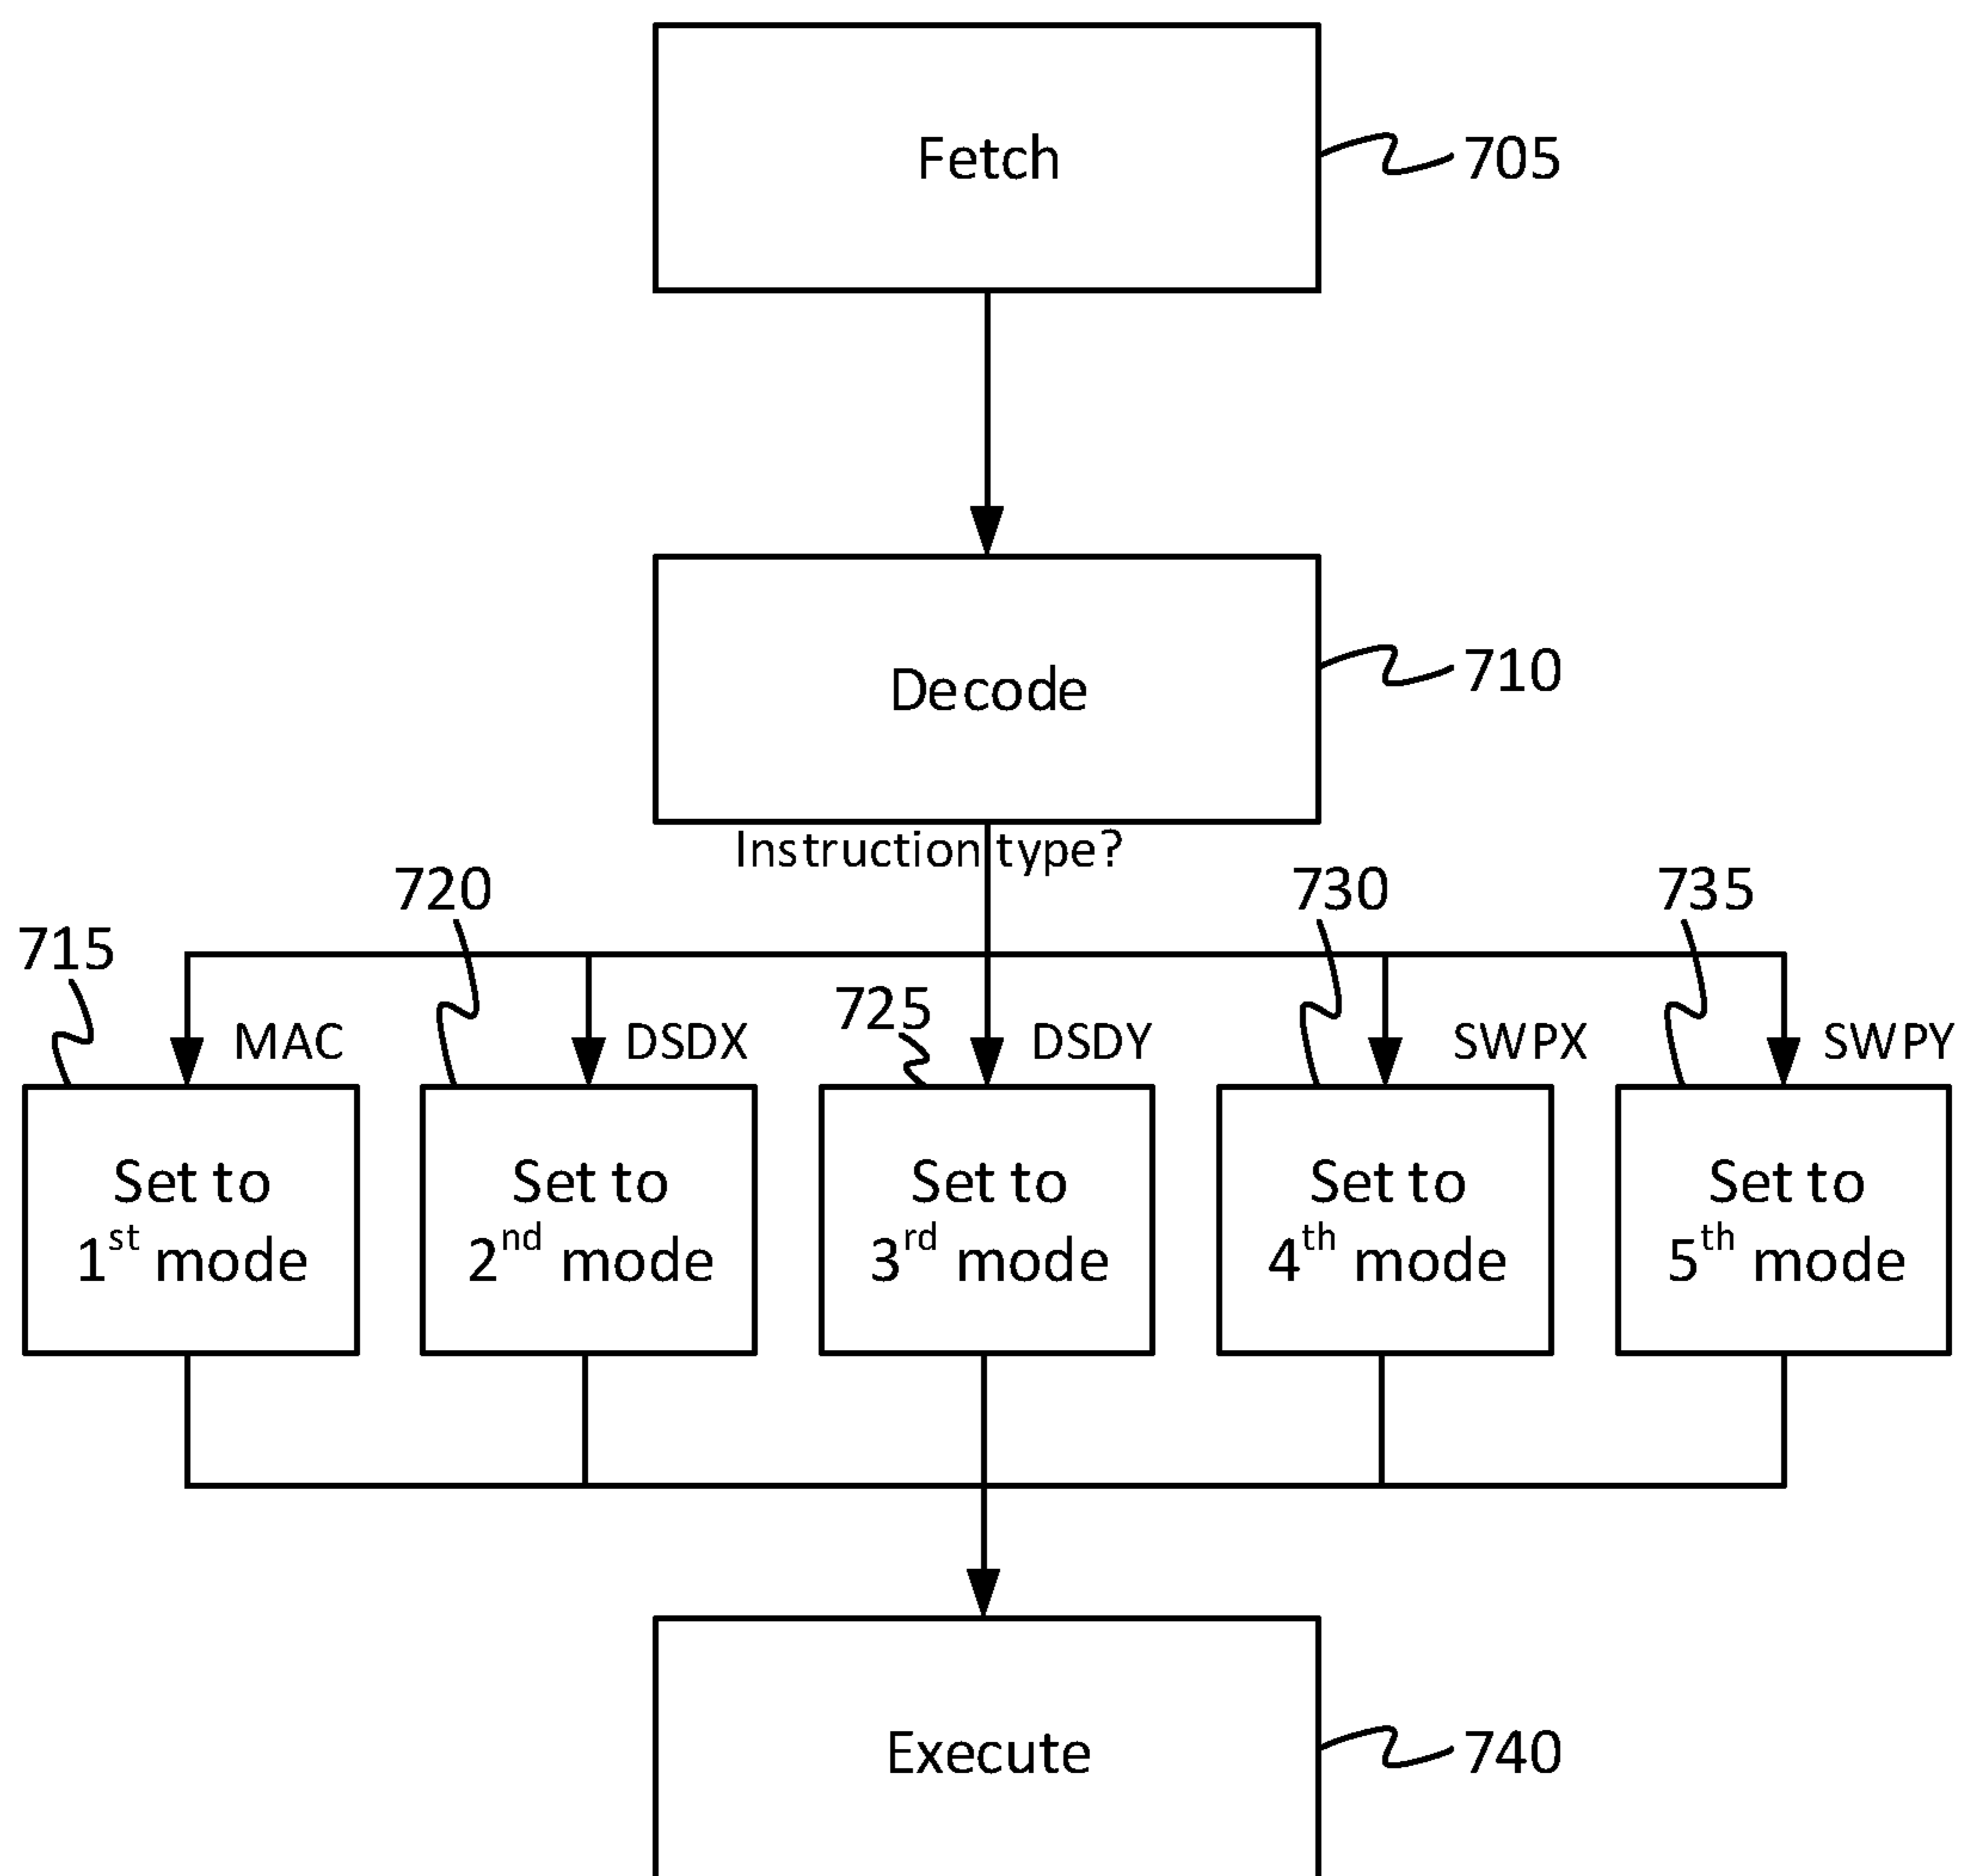 Fetch
705
Decode
710
Instruction type?
720
730
735
715
725
MAC
DSDX
DSDY
SWPX
SWPY
Set to
1st mode
Set to
2nd mode
Set to
3rd mode
Set to
4th mode
Set to
5th mode
Execute
740